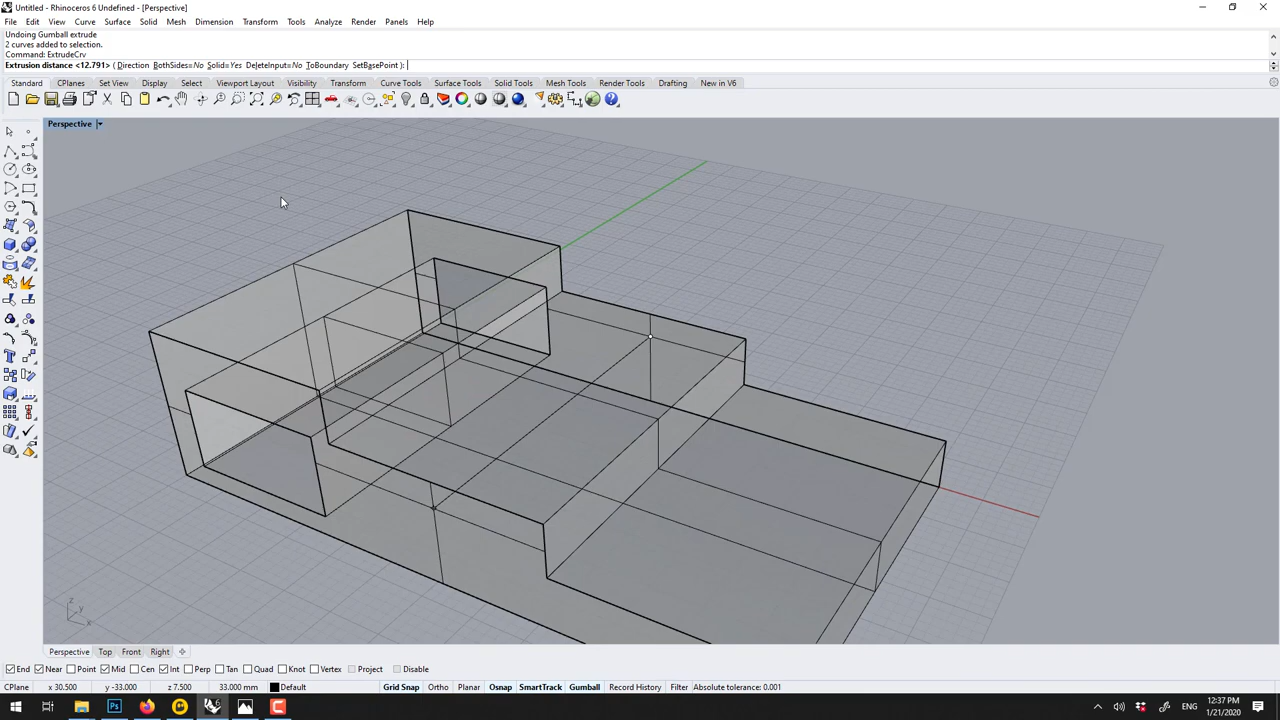 Untitled - Rhinoceros 6 Undefined - [Perspective]
File Edit View Curve Surface Solid Mesh Dimension Transform Tools Analyze Render Panels Help
Undoing Gumball extrude
2 curves added to selection.
Command: ExtrudeCrv
Extrusion distance <12.791> ( Direction BothSides=No Solid=Yes DeleteInput=No ToBoundary SetBasePoint ):
Standard CPlanes Set View Display Select Viewport Layout Visibility Transform Curve Tools Surface Tools Solid Tools Mesh Tools Render Tools Drafting New in V6
Perspective
z
y
x
Perspective Top Front Right
End Near Point Mid Cen Int Perp Tan Quad Knot Vertex Project Disable
CPlane x 30.500 y -33.000 z 7.500 33.000 mm Default Grid Snap Ortho Planar Osnap SmartTrack Gumball Record History Filter Absolute tolerance: 0.001
ENG 12:37 PM
1/21/2020